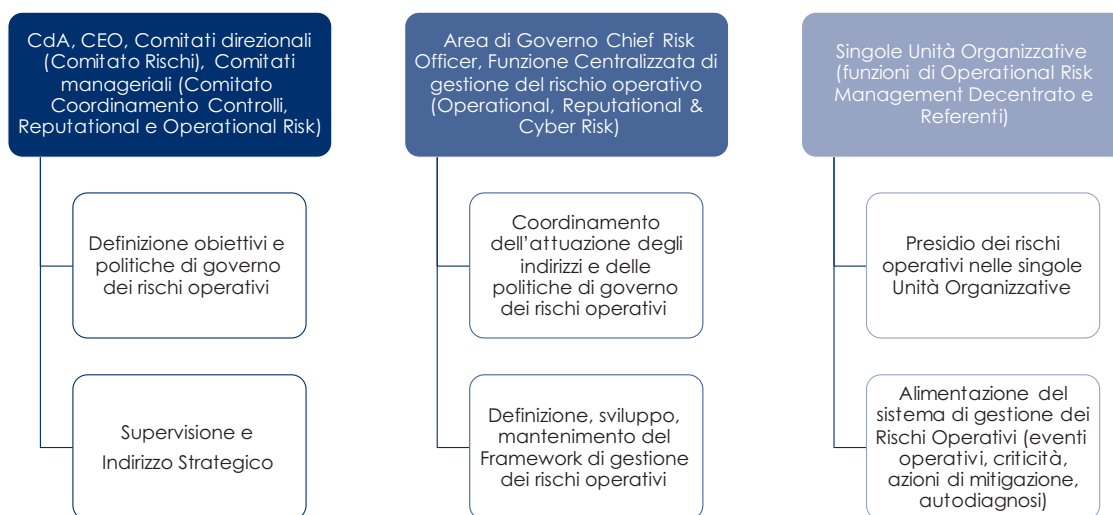 CdA, CEO, Comitati direzionali
(Comitato Rischi), Comitati
manageriali (Comitato
Coordinamento Controlli,
Reputational e Operational Risk)
Definizione obiettivi e
politiche di governo
dei rischi operativi
Supervisione e
Indirizzo Strategico
Area di Governo Chief Risk
Officer, Funzione Centralizzata di
gestione del rischio operativo
(Operational, Reputational &
Cyber Risk)
Coordinamento
dell’attuazione degli
indirizzi e delle
politiche di governo
dei rischi operativi
Definizione, sviluppo,
mantenimento del
Framework di gestione
dei rischi operativi
Singole Unità Organizzative
(funzioni di Operational Risk
Management Decentrato e
Referenti)
Presidio dei rischi
operativi nelle singole
Unità Organizzative
Alimentazione del
sistema di gestione dei
Rischi Operativi (eventi
operativi, criticità,
azioni di mitigazione,
autodiagnosi)